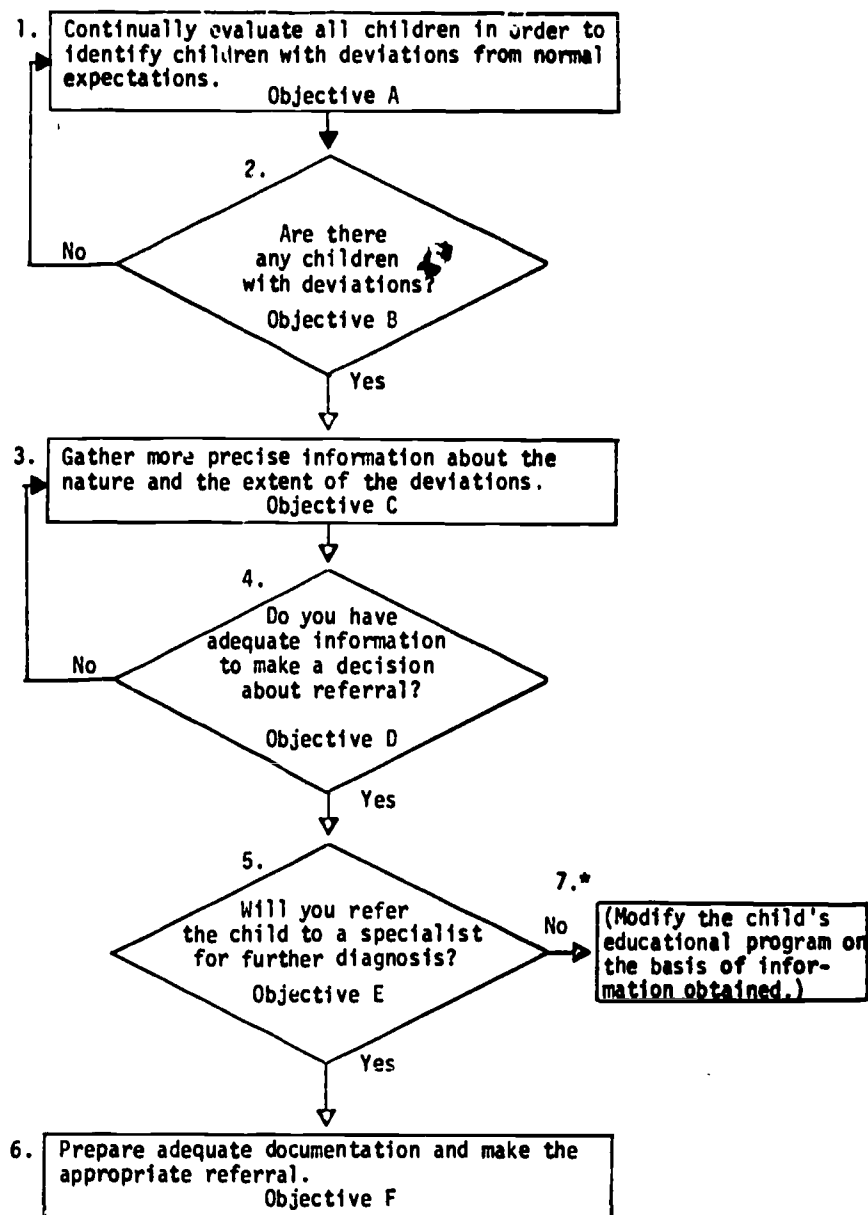 1. Continually evaluate all children in order to
identify children with deviations from normal
expectations.
Objective A
2.
Are there
any children
with deviations?
Objective B
No
Yes
3. Gather more precise information about the
nature and the extent of the deviations.
Objective C
4.
Do you have
adequate information
to make a decision
about referral?
Objective D
No
Yes
5.
Will you refer
the child to a specialist
for further diagnosis?
Objective E
No
7.*
(Modify the child's
educational program on
the basis of infor-
mation obtained.)
Yes
6. Prepare adequate documentation and make the
appropriate referral.
Objective F